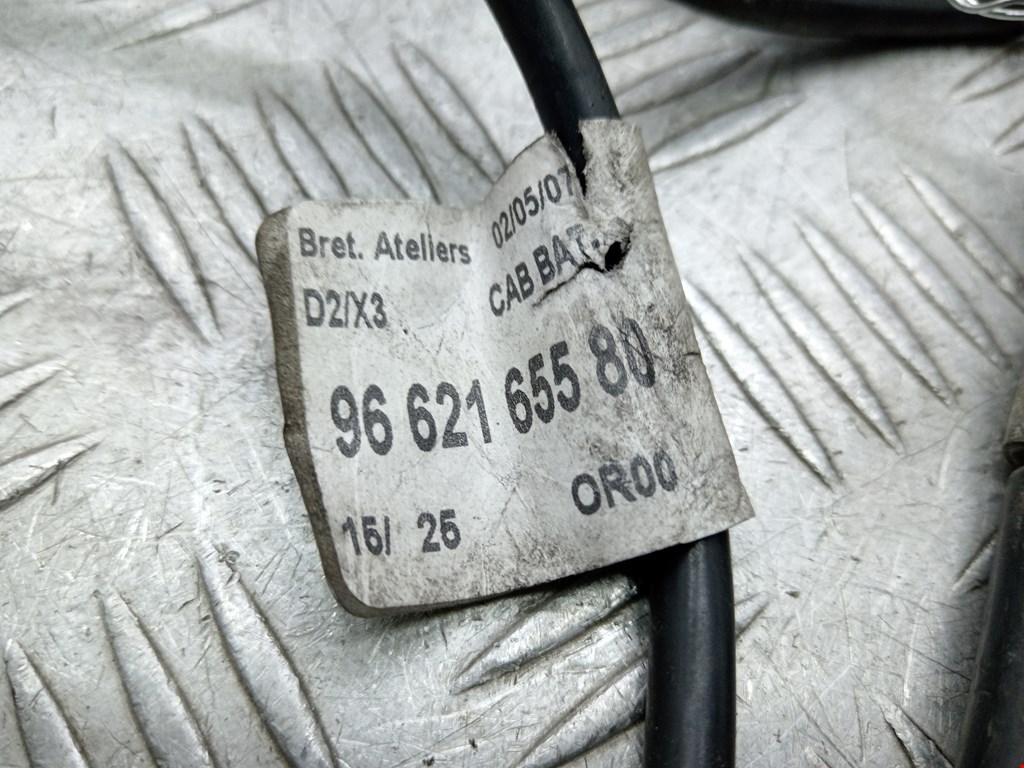 Bret. Ateliers 02/05/07
D2/X3 CAB BAT.
96 621 655 80
15/ 25 OR00